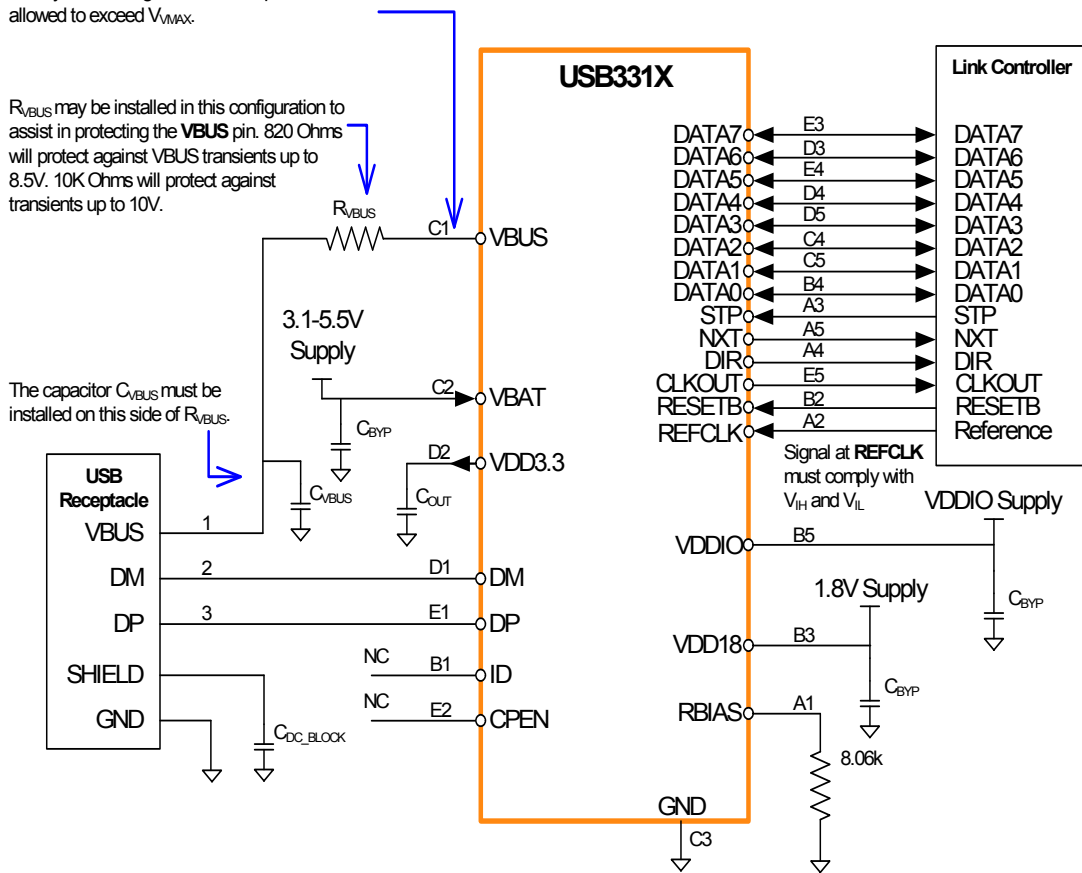 allowed to exceed VVMAX.
RVBUS may be installed in this configuration to
assist in protecting the VBUS pin. 820 Ohms
will protect against VBUS transients up to
8.5V. 10K Ohms will protect against
transients up to 10V.
RVBUS
C1
VBUS
3.1-5.5V
Supply
C2
VBAT
CBYP
The capacitor CVBUS must be
installed on this side of RVBUS.
D2
VDD3.3
CVBUS
COUT
USB
Receptacle
VBUS
1
DM
2
D1
DM
DP
3
E1
DP
SHIELD
NC
B1
ID
GND
NC
E2
CPEN
CDC_BLOCK
USB331X
Link Controller
DATA7 E3 DATA7
DATA6 D3 DATA6
DATA5 E4 DATA5
DATA4 D4 DATA4
DATA3 D5 DATA3
DATA2 C4 DATA2
DATA1 C5 DATA1
DATA0 B4 DATA0
STP A3 STP
NXT A5 NXT
DIR A4 DIR
CLKOUT E5 CLKOUT
RESETB B2 RESETB
REFCLK A2 Reference
Signal at REFCLK
must comply with
VIH and VIL
VDDIO Supply
VDDIO B5
CBYP
1.8V Supply
VDD18 B3
CBYP
RBIAS A1
8.06k
GND
C3